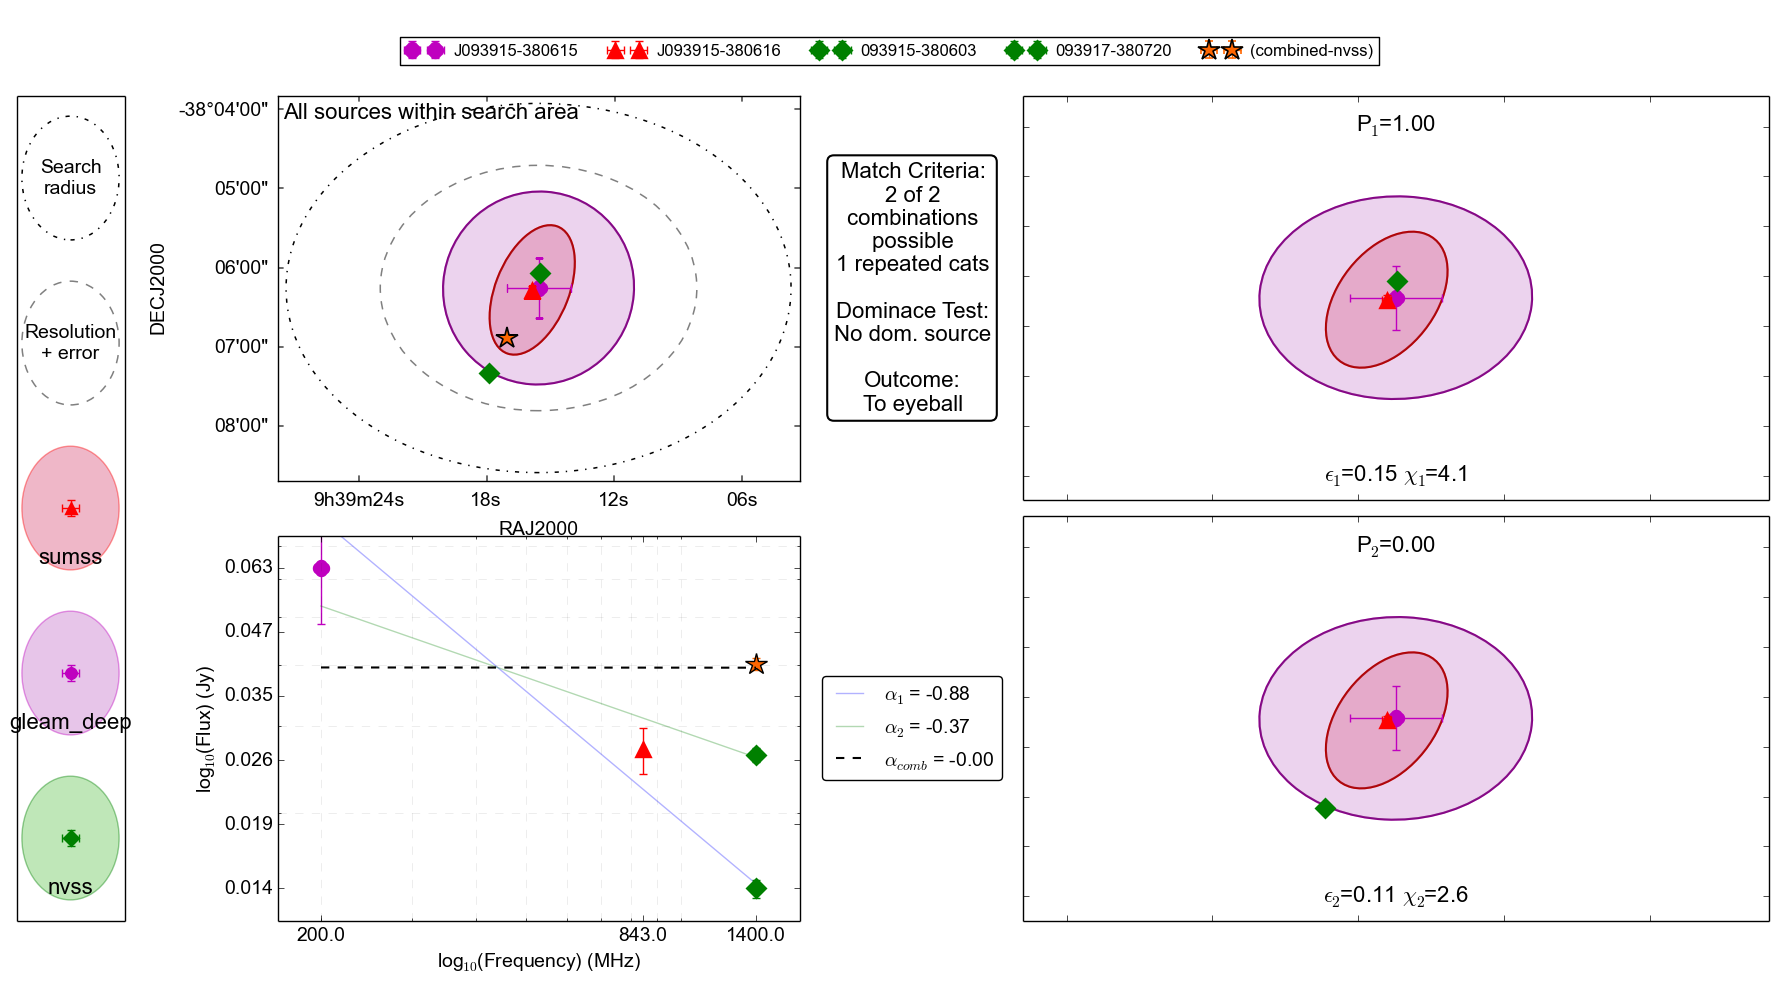 J093915-380615 J093915-380616 093915-380603 093917-380720 (combined-nvss)
Search
radius
Resolution
+ error
sumss
gleam_deep
nvss
All sources within search area
-38°04'00"
05'00"
06'00"
07'00"
08'00"
DECJ2000
9h39m24s 18s 12s 06s
RAJ2000
Match Criteria:
2 of 2
combinations
possible
1 repeated cats
Dominace Test:
No dom. source
Outcome:
To eyeball
P₁=1.00
ϵ₁=0.15 χ₁=4.1
P₂=0.00
ϵ₂=0.11 χ₂=2.6
0.063
0.047
0.035
0.026
0.019
0.014
log₁₀(Flux) (Jy)
200.0 843.0 1400.0
log₁₀(Frequency) (MHz)
α₁ = -0.88
α₂ = -0.37
α_comb = -0.00